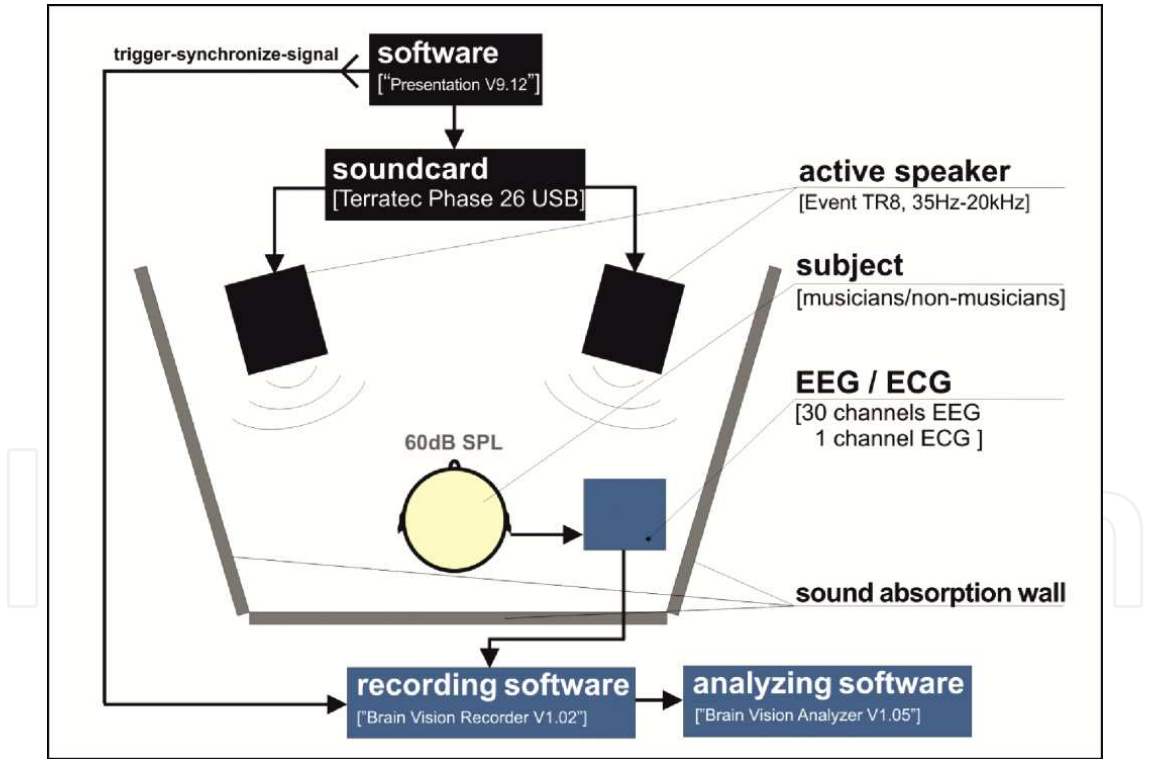 trigger-synchronize-signal
software
["Presentation V9.12"]
soundcard
[Terratec Phase 26 USB]
active speaker
[Event TR8, 35Hz-20kHz]
subject
[musicians/non-musicians]
EEG / ECG
[30 channels EEG
1 channel ECG ]
60dB SPL
sound absorption wall
recording software
["Brain Vision Recorder V1.02"]
analyzing software
["Brain Vision Analyzer V1.05"]